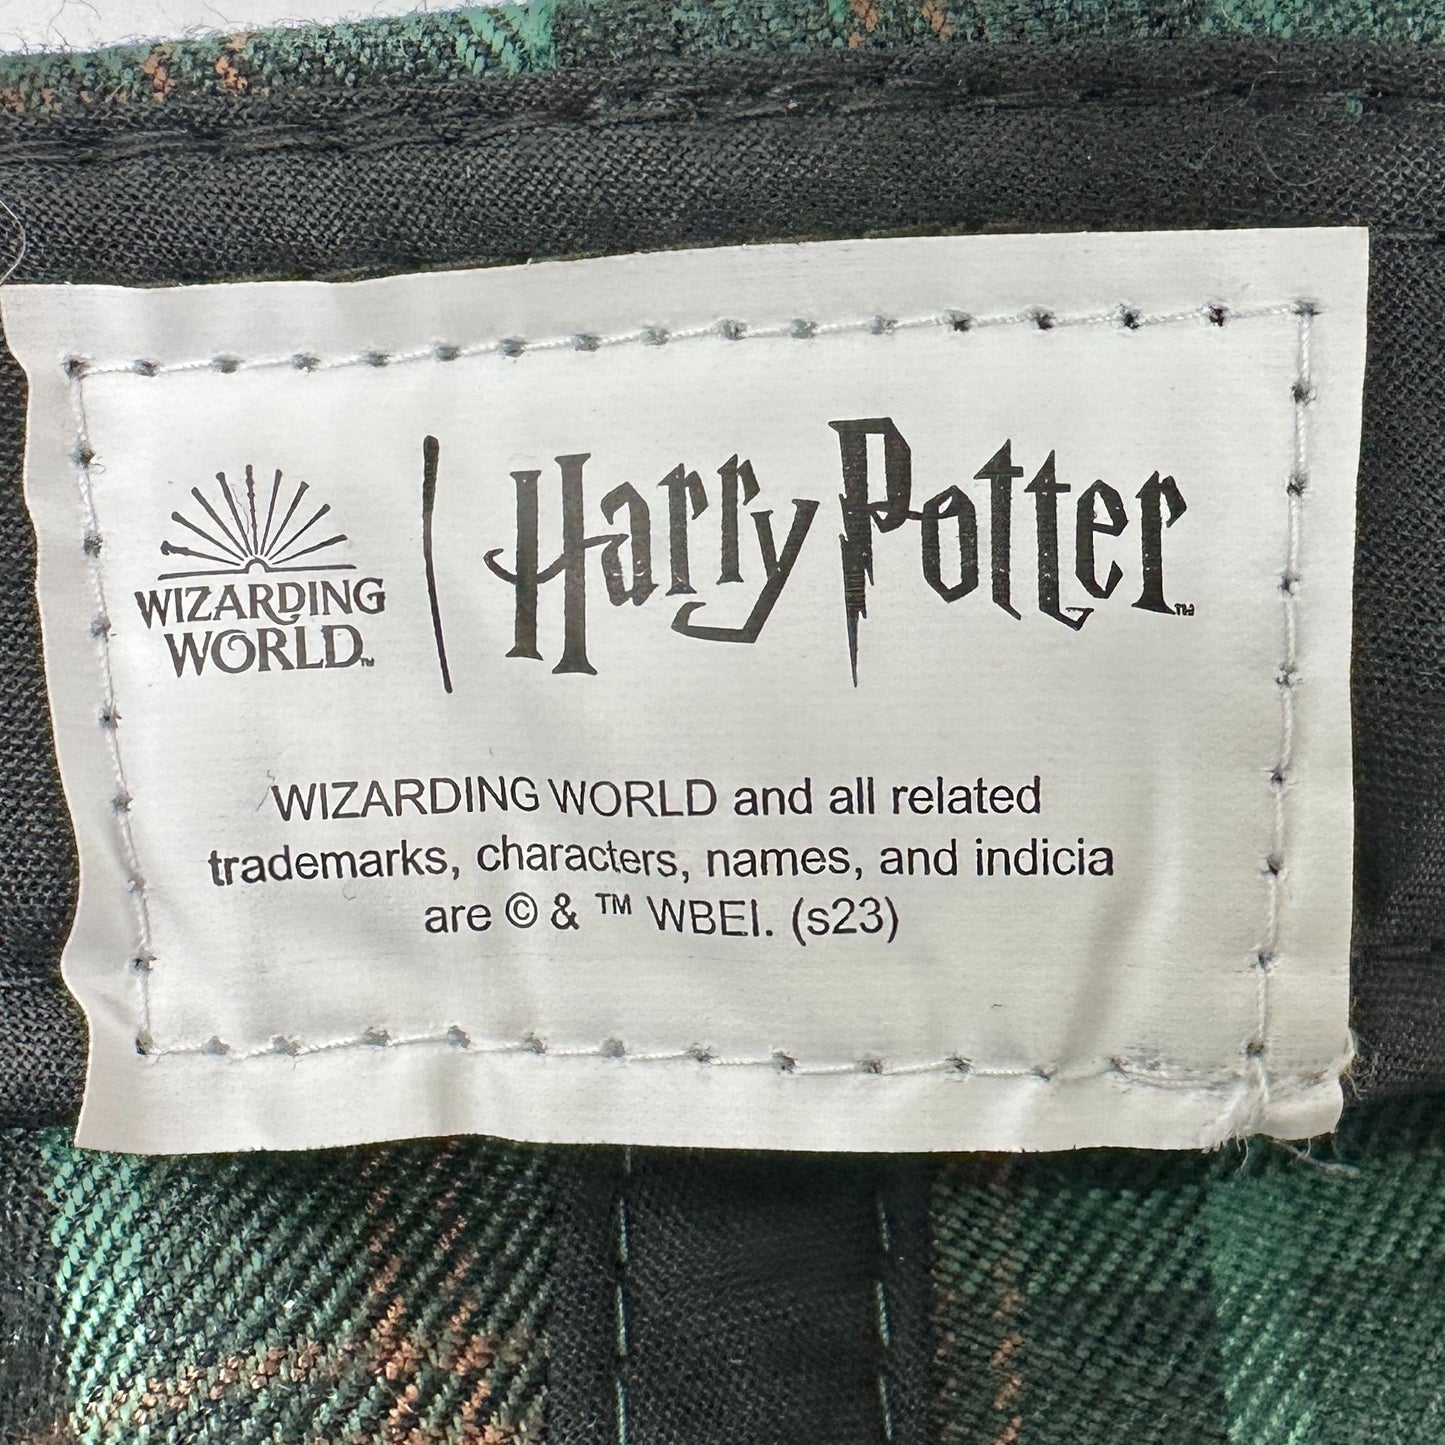 WIZARDING
WORLD™
Harry Potter™
WIZARDING WORLD and all related
trademarks, characters, names, and indicia
are © & ™ WBEI. (s23)